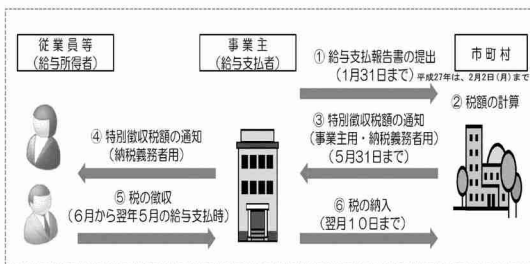 従業員等
(給与所得者)
事業主
(給与支払者)
市町村
① 給与支払報告書の提出
(1月31日まで) 平成27年は、2月2日(月)まで
② 税額の計算
③ 特別徴収税額の通知
(事業主用・納税義務者用)
(5月31日まで)
④ 特別徴収税額の通知
(納税義務者用)
⑤ 税の徴収
(6月から翌年5月の給与支払時)
⑥ 税の納入
(翌月10日まで)